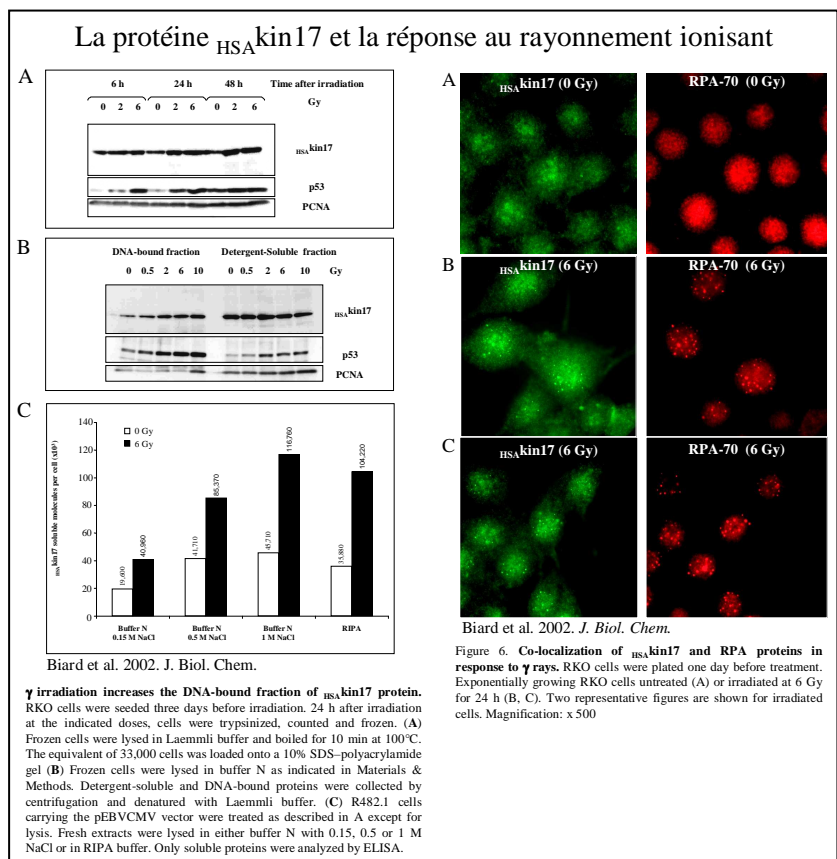 La protéine HSAkin17 et la réponse au rayonnement ionisant
A
6 h 24 h 48 h Time after irradiation
0 2 6 0 2 6 0 2 6 Gy
HSAkin17
p53
PCNA
B
DNA-bound fraction Detergent-Soluble fraction
0 0.5 2 6 10 0 0.5 2 6 10 Gy
HSAkin17
p53
PCNA
C
HSAkin17 soluble molecules per cell (x10³)
140
120
100
80
60
40
20
0
0 Gy
6 Gy
19,600
40,960
41,710
85,370
45,710
116,760
35,880
104,220
Buffer N Buffer N Buffer N RIPA
0.15 M NaCl 0.5 M NaCl 1 M NaCl
Biard et al. 2002. J. Biol. Chem.
γ irradiation increases the DNA-bound fraction of HSAkin17 protein.
RKO cells were seeded three days before irradiation. 24 h after irradiation
at the indicated doses, cells were trypsinized, counted and frozen. (A)
Frozen cells were lysed in Laemmli buffer and boiled for 10 min at 100°C.
The equivalent of 33,000 cells was loaded onto a 10% SDS–polyacrylamide
gel (B) Frozen cells were lysed in buffer N as indicated in Materials &
Methods. Detergent-soluble and DNA-bound proteins were collected by
centrifugation and denatured with Laemmli buffer. (C) R482.1 cells
carrying the pEBVCMV vector were treated as described in A except for
lysis. Fresh extracts were lysed in either buffer N with 0.15, 0.5 or 1 M
NaCl or in RIPA buffer. Only soluble proteins were analyzed by ELISA.
A
HSAkin17 (0 Gy) RPA-70 (0 Gy)
B
HSAkin17 (6 Gy) RPA-70 (6 Gy)
C
HSAkin17 (6 Gy) RPA-70 (6 Gy)
Biard et al. 2002. J. Biol. Chem.
Figure 6. Co-localization of HSAkin17 and RPA proteins in
response to γ rays. RKO cells were plated one day before treatment.
Exponentially growing RKO cells untreated (A) or irradiated at 6 Gy
for 24 h (B, C). Two representative figures are shown for irradiated
cells. Magnification: x 500